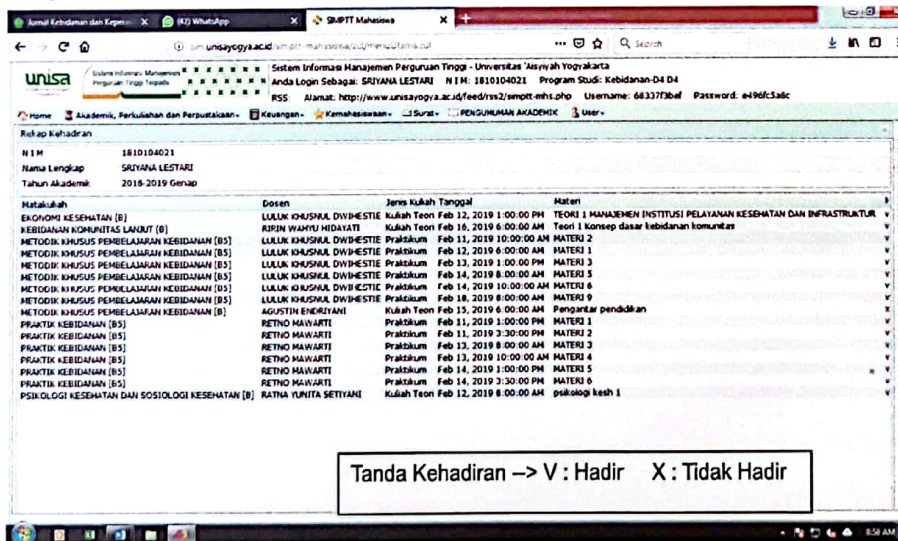 Jurnal Kebidanan dan Kepera
(42) WhatsApp
SIMPTT Mahasiswa
sim.unisayogya.ac.id/simptt-mahasiswa/zul/menuUtama.zul
Search
unisa
Sistem Informasi Manajemen
Perguruan Tinggi Terpadu
Sistem Informasi Manajemen Perguruan Tinggi - Universitas 'Aisyiyah Yogyakarta
Anda Login Sebagai: SRIYANA LESTARI N I M: 1810104021 Program Studi: Kebidanan-D4 D4
RSS: Alamat: http://www.unisayogya.ac.id/feed/rss2/simptt-mhs.php Username: 68337f3bef Password: e496fc5a8c
Home Akademik, Perkuliahan dan Perpustakaan Keuangan Kemahasiswaan Surat PENGUMUMAN AKADEMIK User
Rekap Kehadiran
N I M 1810104021
Nama Lengkap SRIYANA LESTARI
Tahun Akademik 2018-2019 Genap
Matakuliah Dosen Jenis Kuliah Tanggal Materi
EKONOMI KESEHATAN [B] LULUK KHUSNUL DWIHESTIE Kuliah Teori Feb 12, 2019 1:00:00 PM TEORI 1 MANAJEMEN INSTITUSI PELAYANAN KESEHATAN DAN INFRASTRUKTUR v
KEBIDANAN KOMUNITAS LANJUT [B] RIRIN WAHYU HIDAYATI Kuliah Teori Feb 16, 2019 6:00:00 AM Teori 1 Konsep dasar kebidanan komunitas v
METODIK KHUSUS PEMBELAJARAN KEBIDANAN [B5] LULUK KHUSNUL DWIHESTIE Praktikum Feb 11, 2019 10:00:00 AM MATERI 2 v
METODIK KHUSUS PEMBELAJARAN KEBIDANAN [B5] LULUK KHUSNUL DWIHESTIE Praktikum Feb 12, 2019 6:00:00 AM MATERI 1 v
METODIK KHUSUS PEMBELAJARAN KEBIDANAN [B5] LULUK KHUSNUL DWIHESTIE Praktikum Feb 13, 2019 1:00:00 PM MATERI 3 v
METODIK KHUSUS PEMBELAJARAN KEBIDANAN [B5] LULUK KHUSNUL DWIHESTIE Praktikum Feb 14, 2019 8:00:00 AM MATERI 5 v
METODIK KHUSUS PEMBELAJARAN KEBIDANAN [B5] LULUK KHUSNUL DWIHESTIE Praktikum Feb 14, 2019 10:00:00 AM MATERI 6 v
METODIK KHUSUS PEMBELAJARAN KEBIDANAN [B5] LULUK KHUSNUL DWIHESTIE Praktikum Feb 18, 2019 8:00:00 AM MATERI 9 v
METODIK KHUSUS PEMBELAJARAN KEBIDANAN [B] AGUSTIN ENDRIYANI Kuliah Teori Feb 15, 2019 6:00:00 AM Pengantar pendidikan v
PRAKTIK KEBIDANAN [B5] RETNO MAWARTI Praktikum Feb 11, 2019 1:00:00 PM MATERI 1 v
PRAKTIK KEBIDANAN [B5] RETNO MAWARTI Praktikum Feb 11, 2019 3:30:00 PM MATERI 2 v
PRAKTIK KEBIDANAN [B5] RETNO MAWARTI Praktikum Feb 13, 2019 8:00:00 AM MATERI 3 v
PRAKTIK KEBIDANAN [B5] RETNO MAWARTI Praktikum Feb 13, 2019 10:00:00 AM MATERI 4 v
PRAKTIK KEBIDANAN [B5] RETNO MAWARTI Praktikum Feb 14, 2019 1:00:00 PM MATERI 5 v
PRAKTIK KEBIDANAN [B5] RETNO MAWARTI Praktikum Feb 14, 2019 3:30:00 PM MATERI 6 v
PSIKOLOGI KESEHATAN DAN SOSIOLOGI KESEHATAN [B] RATNA YUNITA SETIYANI Kuliah Teori Feb 12, 2019 8:00:00 AM psikologi kesh 1 v
Tanda Kehadiran --> V : Hadir X : Tidak Hadir
8:58 AM